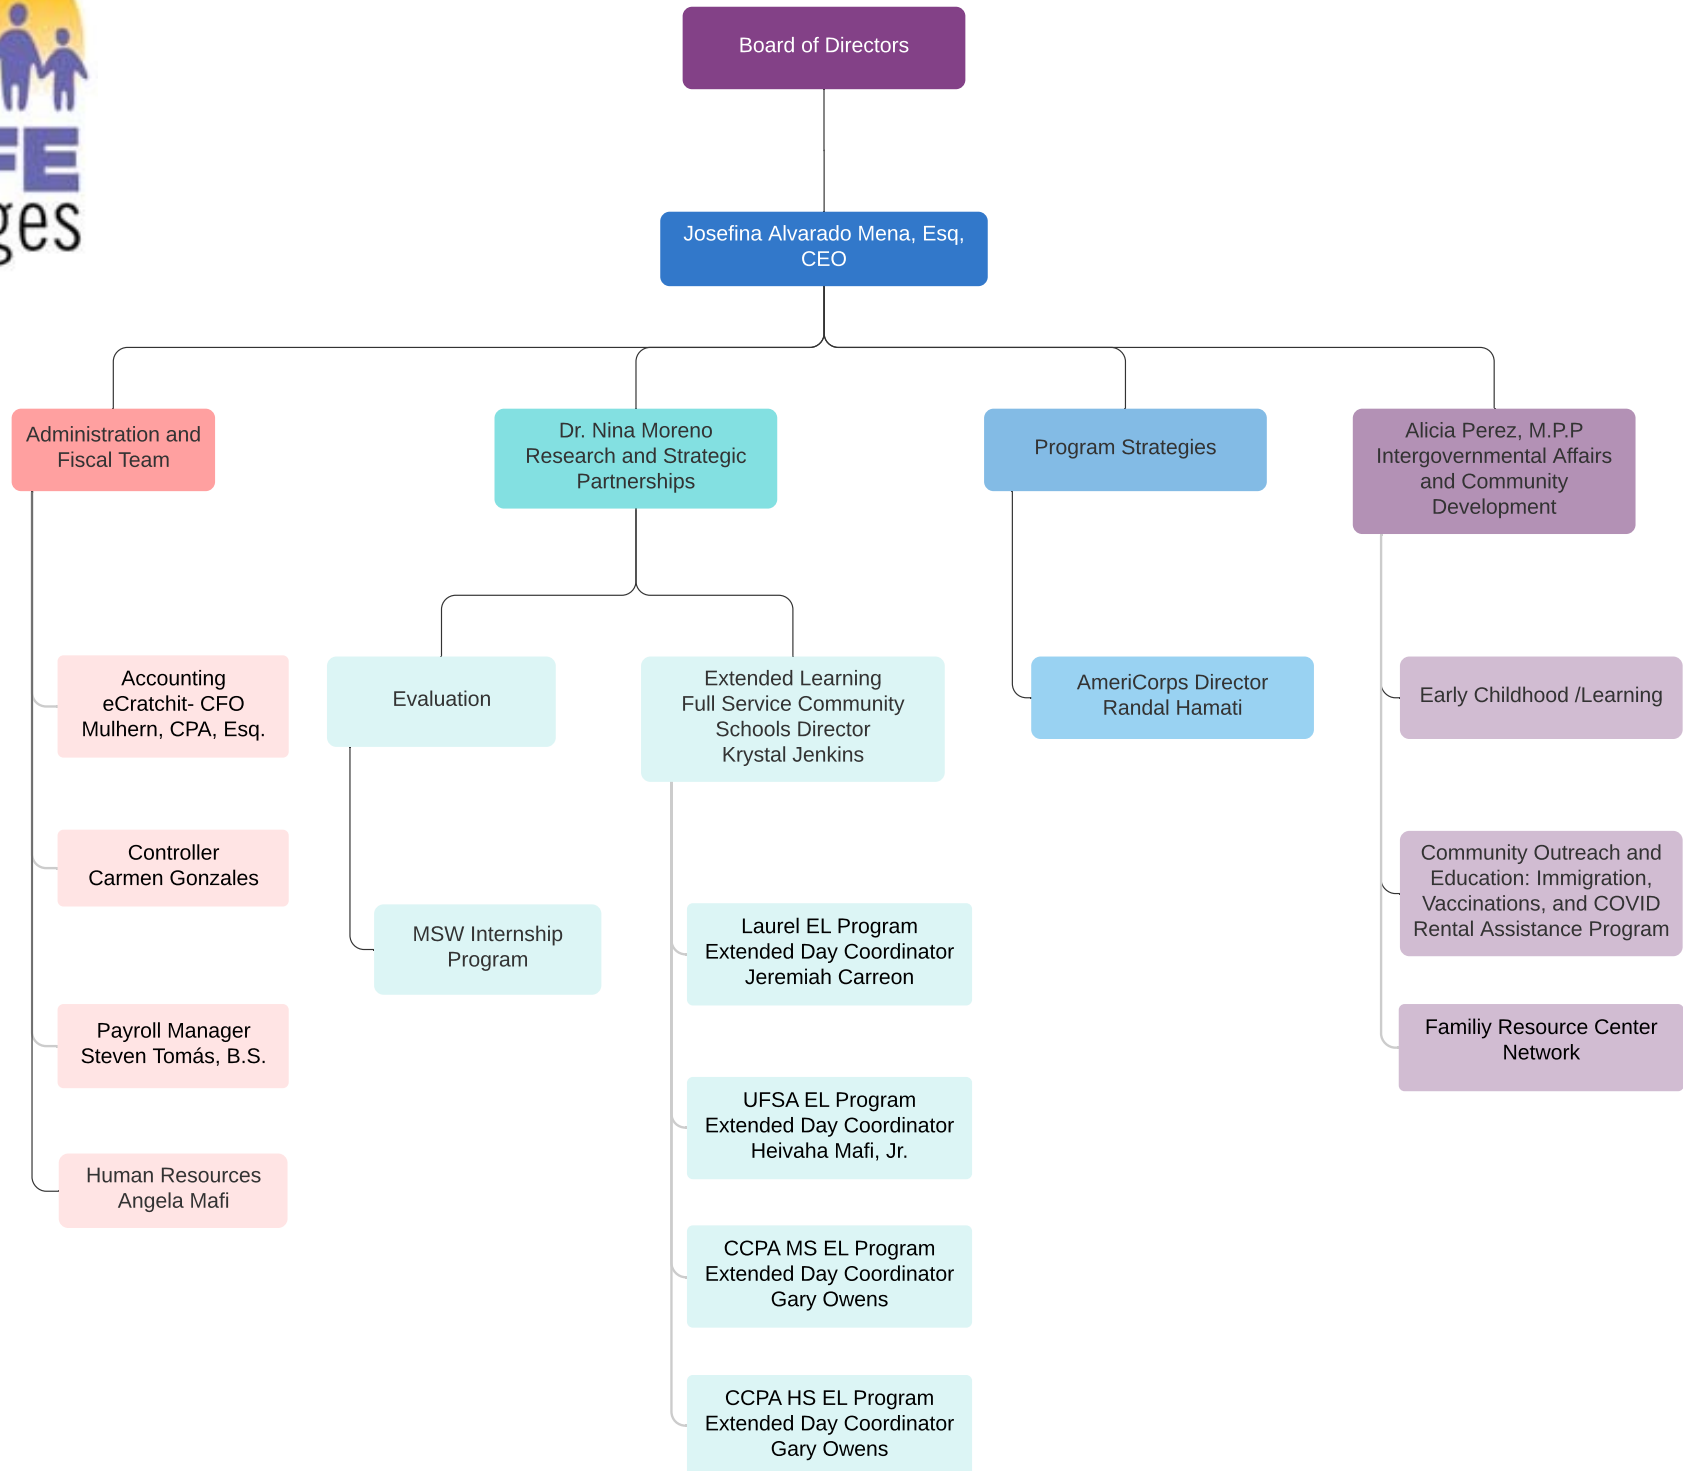 FE
ges
Board of Directors
Josefina Alvarado Mena, Esq,
CEO
Administration and
Fiscal Team
Dr. Nina Moreno
Research and Strategic
Partnerships
Program Strategies
Alicia Perez, M.P.P
Intergovernmental Affairs
and Community
Development
Accounting
eCratchit- CFO
Mulhern, CPA, Esq.
Controller
Carmen Gonzales
Payroll Manager
Steven Tomás, B.S.
Human Resources
Angela Mafi
Evaluation
MSW Internship
Program
Extended Learning
Full Service Community
Schools Director
Krystal Jenkins
Laurel EL Program
Extended Day Coordinator
Jeremiah Carreon
UFSA EL Program
Extended Day Coordinator
Heivaha Mafi, Jr.
CCPA MS EL Program
Extended Day Coordinator
Gary Owens
CCPA HS EL Program
Extended Day Coordinator
Gary Owens
AmeriCorps Director
Randal Hamati
Early Childhood /Learning
Community Outreach and
Education: Immigration,
Vaccinations, and COVID
Rental Assistance Program
Familiy Resource Center
Network